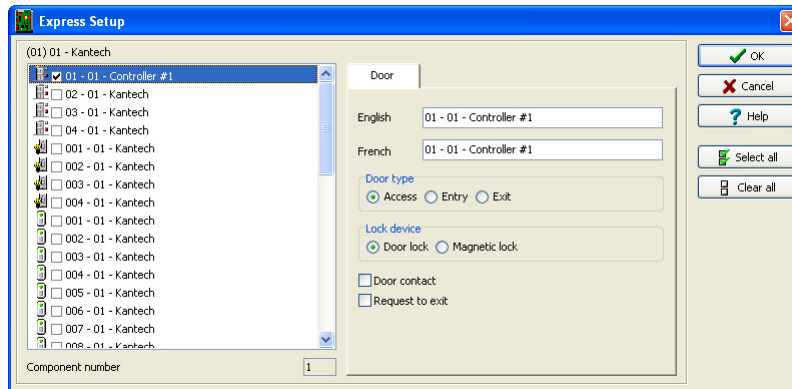 Express Setup
(01) 01 - Kantech
01 - 01 - Controller #1
02 - 01 - Kantech
03 - 01 - Kantech
04 - 01 - Kantech
001 - 01 - Kantech
002 - 01 - Kantech
003 - 01 - Kantech
004 - 01 - Kantech
001 - 01 - Kantech
002 - 01 - Kantech
003 - 01 - Kantech
004 - 01 - Kantech
005 - 01 - Kantech
006 - 01 - Kantech
007 - 01 - Kantech
008 - 01 - Kantech
Component number 1
Door
English 01 - 01 - Controller #1
French 01 - 01 - Controller #1
Door type
Access Entry Exit
Lock device
Door lock Magnetic lock
Door contact
Request to exit
OK
Cancel
Help
Select all
Clear all